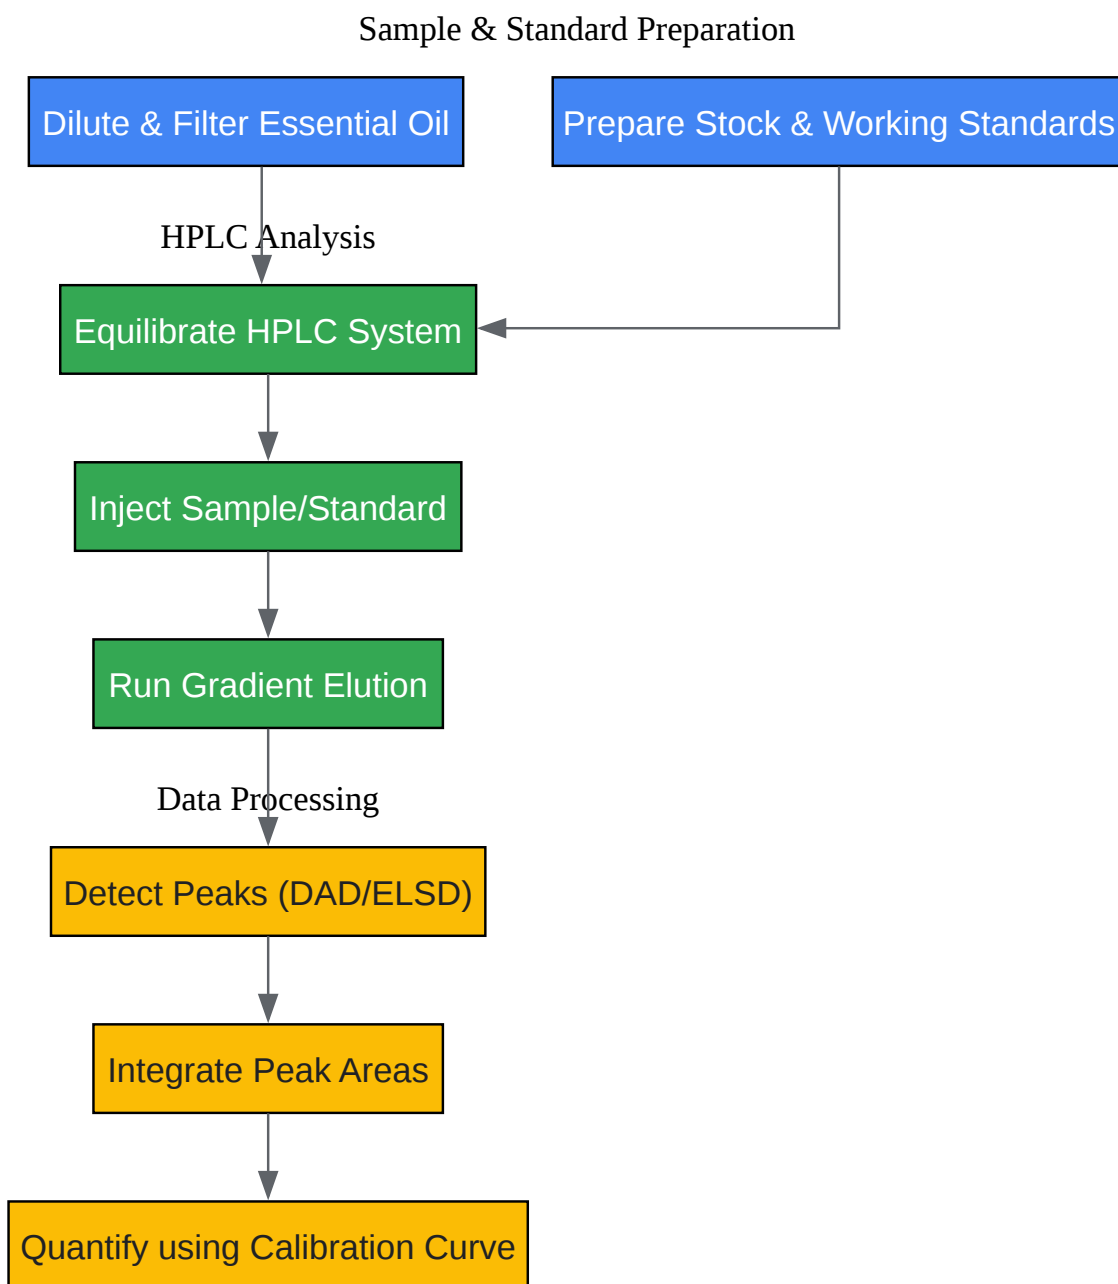 Sample & Standard Preparation
Dilute & Filter Essential Oil
Prepare Stock & Working Standards
HPLC Analysis
Equilibrate HPLC System
Inject Sample/Standard
Run Gradient Elution
Data Processing
Detect Peaks (DAD/ELSD)
Integrate Peak Areas
Quantify using Calibration Curve